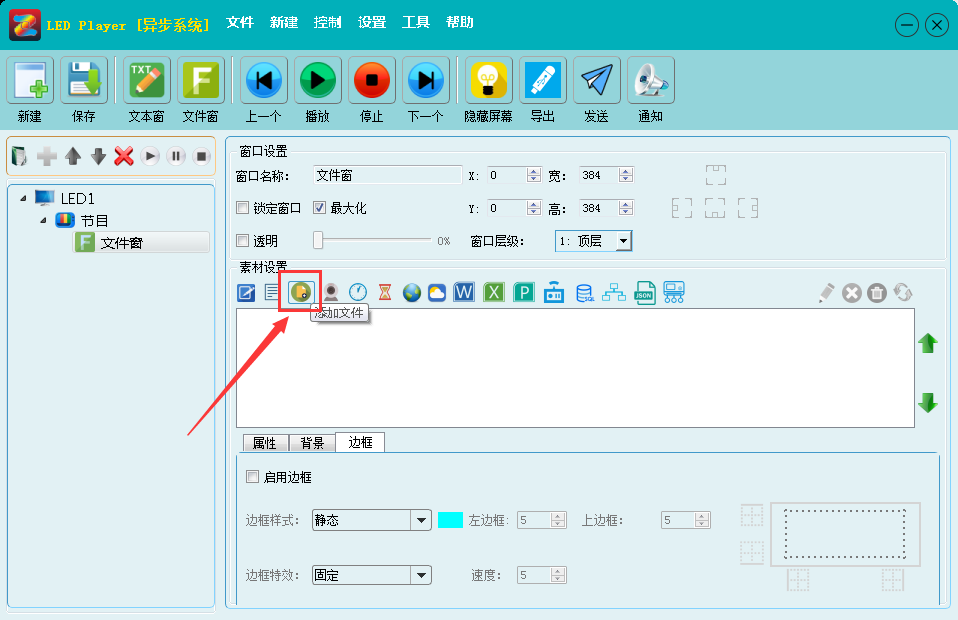 LED Player [异步系统] 文件 新建 控制 设置 工具 帮助
TXT F
新建 保存 文本窗 文件窗 上一个 播放 停止 下一个 隐藏屏幕 导出 发送 通知
窗口设置
窗口名称: 文件窗 X: 0 宽: 384
锁定窗口 最大化 Y: 0 高: 384
透明 0% 窗口层级: 1: 顶层
LED1
节目
F 文件窗
素材设置
W X P SQL JSON
添加文件
属性 背景 边框
启用边框
边框样式: 静态 左边框: 5 上边框: 5
边框特效: 固定 速度: 5